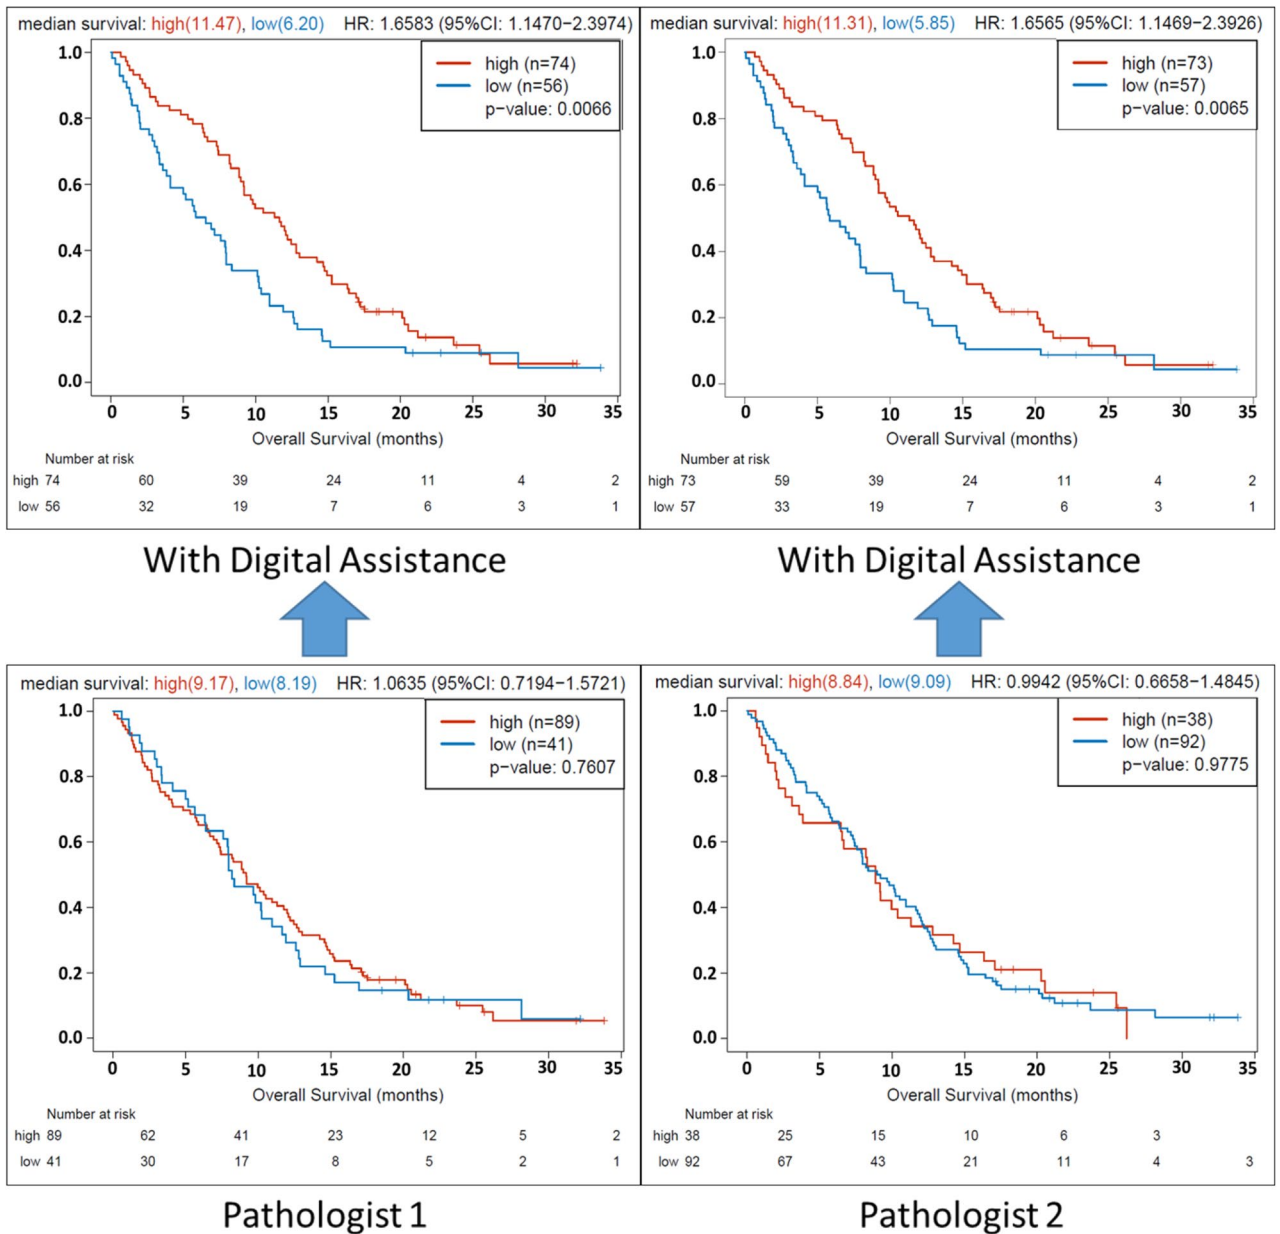 median survival: high(11.47), low(6.20) HR: 1.6583 (95%CI: 1.1470−2.3974)
high (n=74)
low (n=56)
p-value: 0.0066
1.0
0.8
0.6
0.4
0.2
0.0
0 5 10 15 20 25 30 35
Overall Survival (months)
Number at risk
high 74 60 39 24 11 4 2
low 56 32 19 7 6 3 1
median survival: high(11.31), low(5.85) HR: 1.6565 (95%CI: 1.1469−2.3926)
high (n=73)
low (n=57)
p-value: 0.0065
1.0
0.8
0.6
0.4
0.2
0.0
0 5 10 15 20 25 30 35
Overall Survival (months)
Number at risk
high 73 59 39 24 11 4 2
low 57 33 19 7 6 3 1
With Digital Assistance
With Digital Assistance
median survival: high(9.17), low(8.19) HR: 1.0635 (95%CI: 0.7194−1.5721)
high (n=89)
low (n=41)
p−value: 0.7607
1.0
0.8
0.6
0.4
0.2
0.0
0 5 10 15 20 25 30 35
Overall Survival (months)
Number at risk
high 89 62 41 23 12 5 2
low 41 30 17 8 5 2 1
median survival: high(8.84), low(9.09) HR: 0.9942 (95%CI: 0.6658−1.4845)
high (n=38)
low (n=92)
p−value: 0.9775
1.0
0.8
0.6
0.4
0.2
0.0
0 5 10 15 20 25 30 35
Overall Survival (months)
Number at risk
high 38 25 15 10 6 3
low 92 67 43 21 11 4 3
Pathologist 1
Pathologist 2